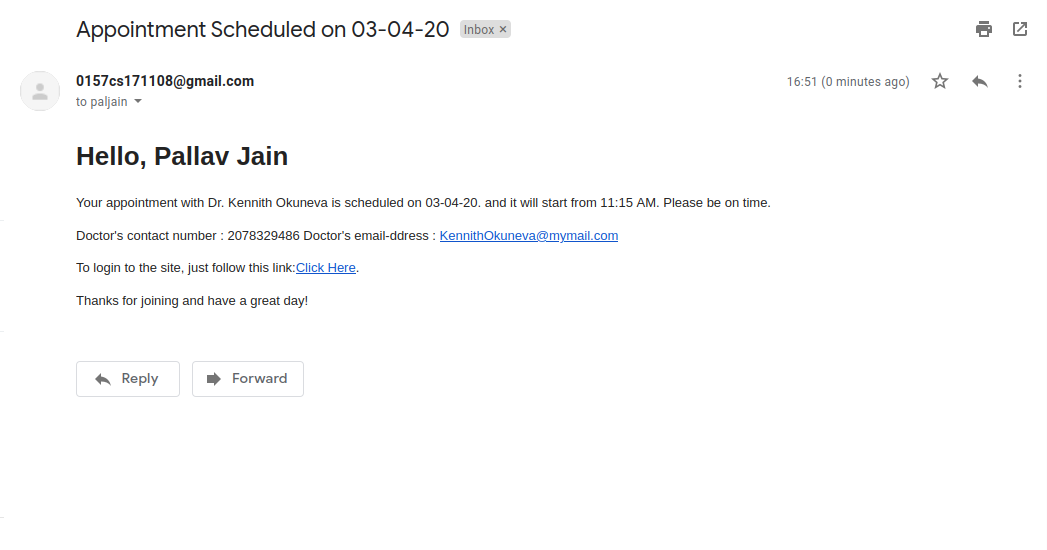 Appointment Scheduled on 03-04-20 Inbox ×
0157cs171108@gmail.com 16:51 (0 minutes ago)
to paljain
Hello, Pallav Jain
Your appointment with Dr. Kennith Okuneva is scheduled on 03-04-20. and it will start from 11:15 AM. Please be on time.
Doctor's contact number : 2078329486 Doctor's email-ddress : KennithOkuneva@mymail.com
To login to the site, just follow this link:Click Here.
Thanks for joining and have a great day!
Reply Forward